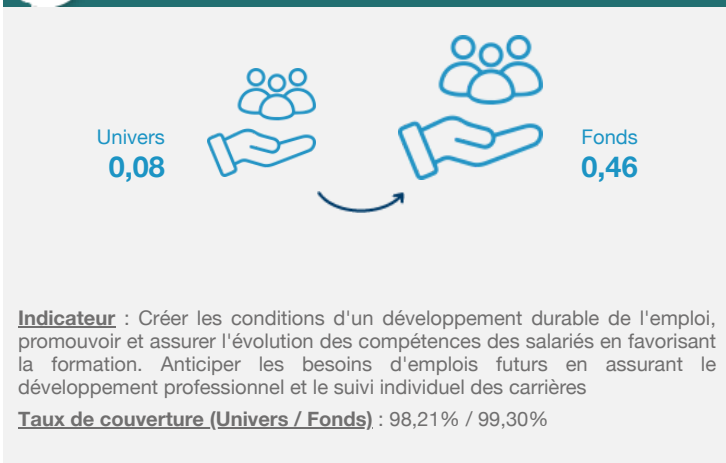 Univers
0,08
Fonds
0,46
Indicateur : Créer les conditions d'un développement durable de l'emploi,
promouvoir et assurer l'évolution des compétences des salariés en favorisant
la formation. Anticiper les besoins d'emplois futurs en assurant le
développement professionnel et le suivi individuel des carrières
Taux de couverture (Univers / Fonds) : 98,21% / 99,30%